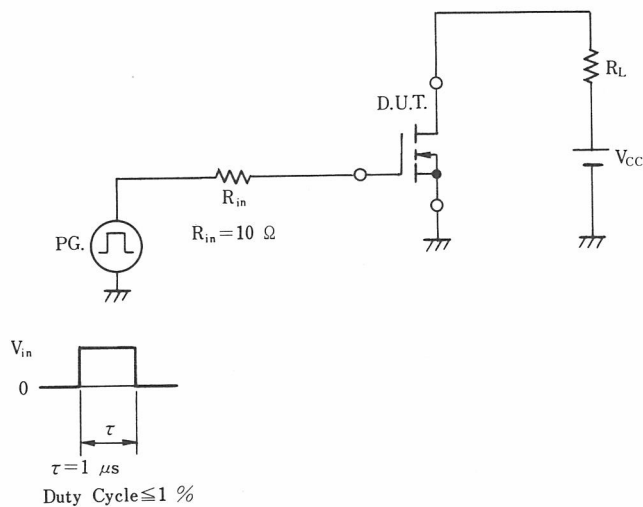 R_L
D.U.T.
V_CC
R_in
PG.
R_in=10 Ω
V_in
0
τ
τ=1 μs
Duty Cycle≦1 %